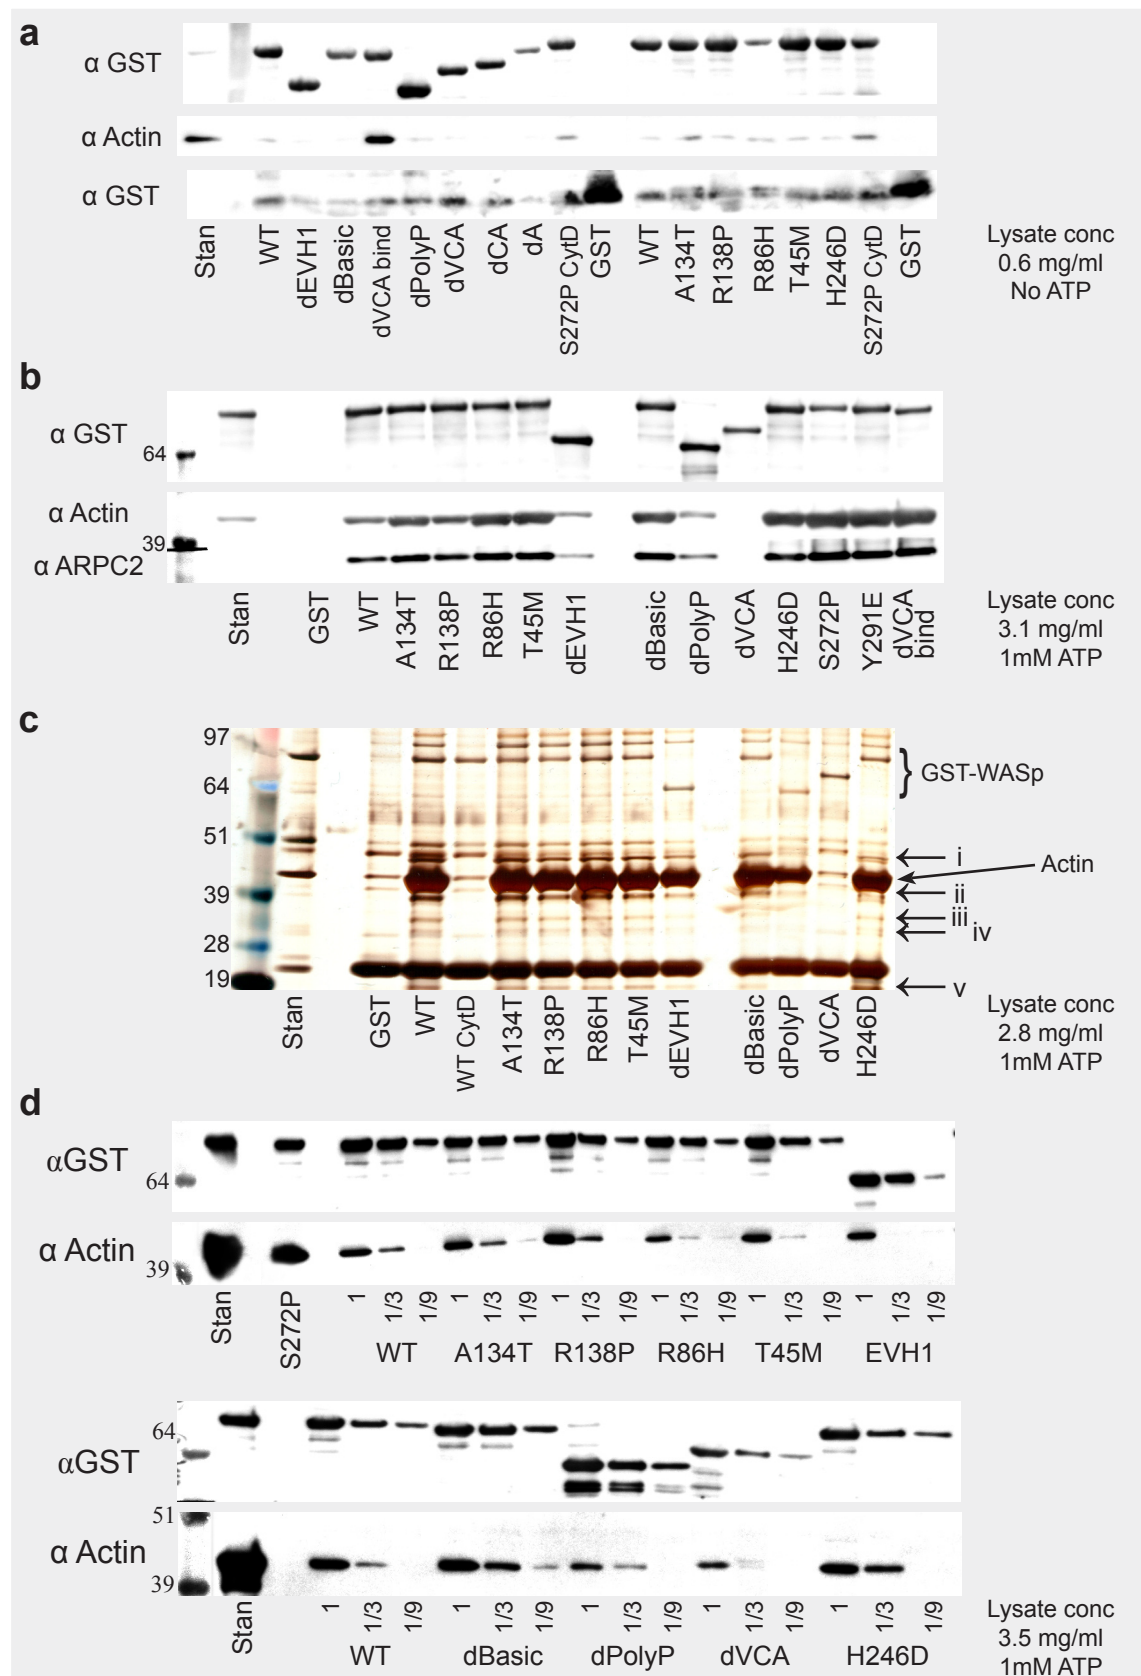 a
α GST
α Actin
α GST
Stan
WT
dEVH1
dBasic
dVCA bind
dPolyP
dVCA
dCA
dA
S272P CytD
GST
WT
A134T
R138P
R86H
T45M
H246D
S272P CytD
GST
Lysate conc
0.6 mg/ml
No ATP
b
α GST
64
α Actin
39
α ARPC2
Stan
GST
WT
A134T
R138P
R86H
T45M
dEVH1
dBasic
dPolyP
dVCA
H246D
S272P
Y291E
dVCA
bind
Lysate conc
3.1 mg/ml
1mM ATP
c
97
64
51
39
28
19
GST-WASp
i
Actin
ii
iii
iv
v
Stan
GST
WT
WT CytD
A134T
R138P
R86H
T45M
dEVH1
dBasic
dPolyP
dVCA
H246D
Lysate conc
2.8 mg/ml
1mM ATP
d
αGST
64
α Actin
39
Stan
S272P
1 1/3 1/9 1 1/3 1/9 1 1/3 1/9 1 1/3 1/9 1 1/3 1/9 1 1/3 1/9
WT A134T R138P R86H T45M EVH1
64
αGST
51
α Actin
39
Stan
1 1/3 1/9 1 1/3 1/9 1 1/3 1/9 1 1/3 1/9 1 1/3 1/9
WT dBasic dPolyP dVCA H246D
Lysate conc
3.5 mg/ml
1mM ATP